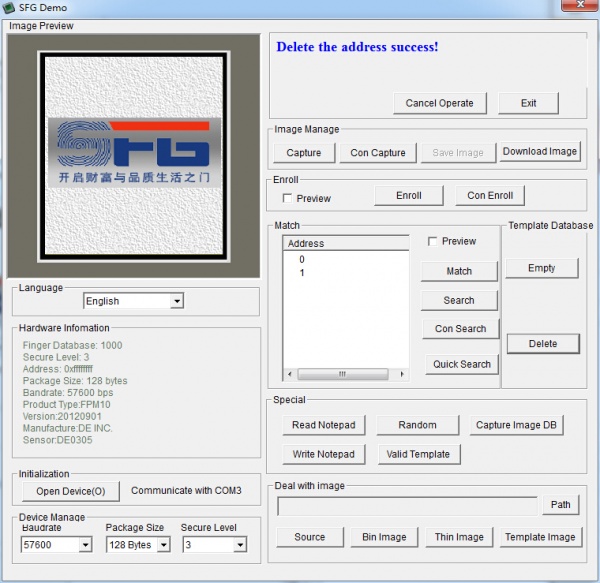 SFG Demo
Image Preview
SFG
开启财富与品质生活之门
Language
English
Hardware Infomation
Finger Database: 1000
Secure Level: 3
Address: 0xffffffff
Package Size: 128 bytes
Bandrate: 57600 bps
Product Type:FPM10
Version:20120901
Manufacture:DE INC.
Sensor:DE0305
Initialization
Open Device(O)
Communicate with COM3
Device Manage
Baudrate
Package Size
Secure Level
57600
128 Bytes
3
Delete the address success!
Cancel Operate
Exit
Image Manage
Capture
Con Capture
Save Image
Download Image
Enroll
Preview
Enroll
Con Enroll
Match
Address
0
1
Preview
Match
Search
Con Search
Quick Search
Template Database
Empty
Delete
Special
Read Notepad
Random
Capture Image DB
Write Notepad
Valid Template
Deal with image
Path
Source
Bin Image
Thin Image
Template Image